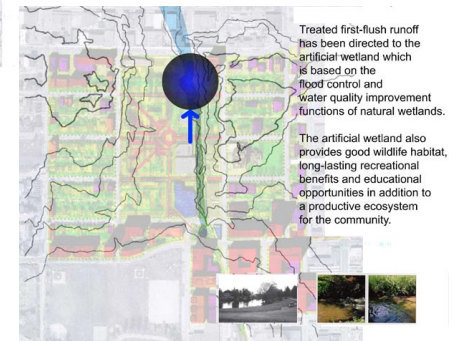 Treated first-flush runoff
has been directed to the
artificial wetland which
is based on the
flood control and
water quality improvement
functions of natural wetlands.
The artificial wetland also
provides good wildlife habitat,
long-lasting recreational
benefits and educational
opportunities in addition to
a productive ecosystem
for the community.